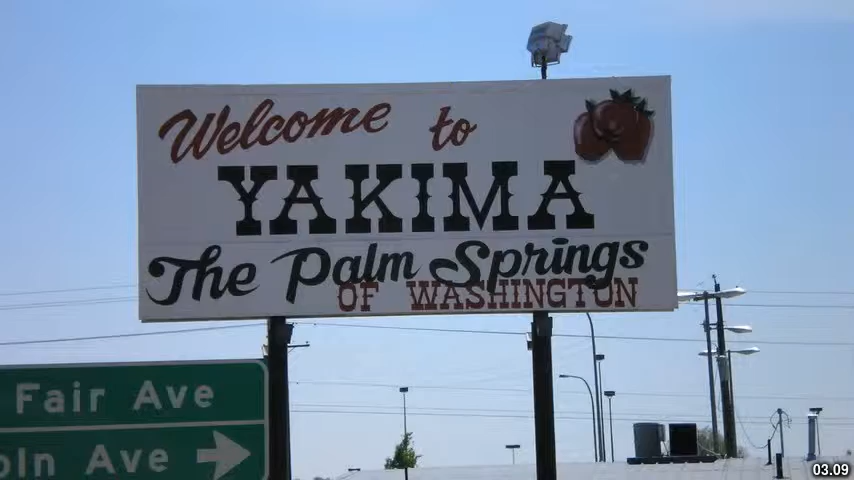 Welcome to
YAKIMA
The Palm Springs
OF WASHINGTON
Fair Ave
oln Ave
03.09